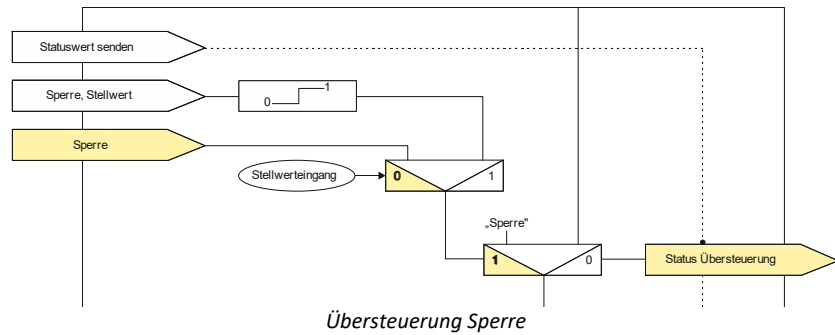 Statuswert senden
Sperre, Stellwert
0 1
Sperre
Stellwerteingang
0 1
„Sperre"
1 0
Status Übersteuerung
Übersteuerung Sperre